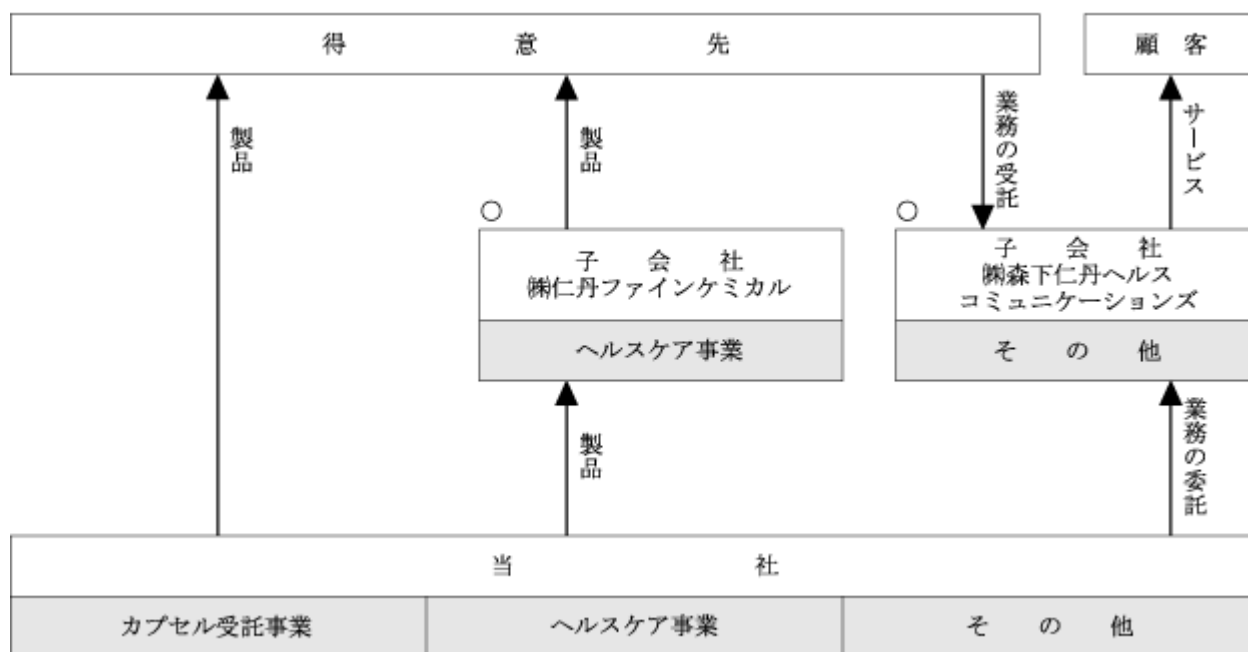 得意先
顧客
製品
製品
業務の受託
サービス
○
○
子会社
㈱仁丹ファインケミカル
ヘルスケア事業
子会社
㈱森下仁丹ヘルス
コミュニケーションズ
その他
製品
業務の委託
当社
カプセル受託事業
ヘルスケア事業
その他